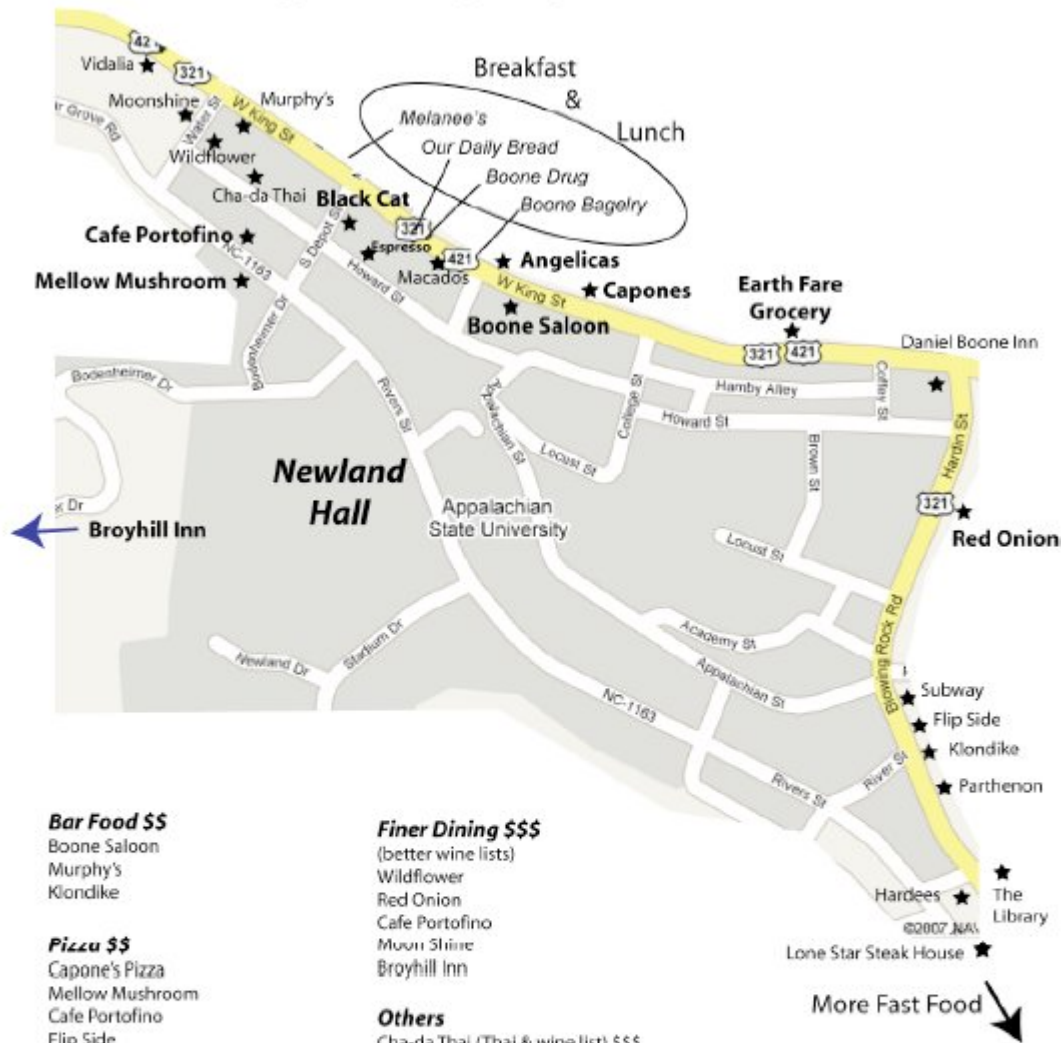 421
Vidalia
321
Breakfast
&
Lunch
Moonshine
Murphy's
W King St
Water St
Grove Rd
Melanee's
Our Daily Bread
Wildflower
Boone Drug
Cha-da Thai
Black Cat
Boone Bagelry
321
Cafe Portofino
S Depot St
Espresso
421
Angelicas
NC-1163
Macados
Mellow Mushroom
Howard St
W King St
Capones
Earth Fare
Grocery
Boone Saloon
Bodenheimer Dr
321
421
Daniel Boone Inn
Bodenheimer Dr
Rivers St
Appalachian St
College St
Hamby Alley
Coffey St
Howard St
Hardin St
Locust St
Brown St
Newland
Hall
Appalachian
State University
321
Dr
Broyhill Inn
Red Onion
Locust St
Blowing Rock Rd
Academy St
Stadium Dr
Newland Dr
Appalachian St
NC-1163
Subway
Flip Side
Klondike
Rivers St
River St
Parthenon
Bar Food $$
Boone Saloon
Murphy's
Klondike
Pizza $$
Capone's Pizza
Mellow Mushroom
Cafe Portofino
Flip Side
Finer Dining $$$
(better wine lists)
Wildflower
Red Onion
Cafe Portofino
Moon Shine
Broyhill Inn
Others
Cha-da Thai (Thai & wine list) $$$
Hardees
The
Library
©2007 NAV
Lone Star Steak House
More Fast Food